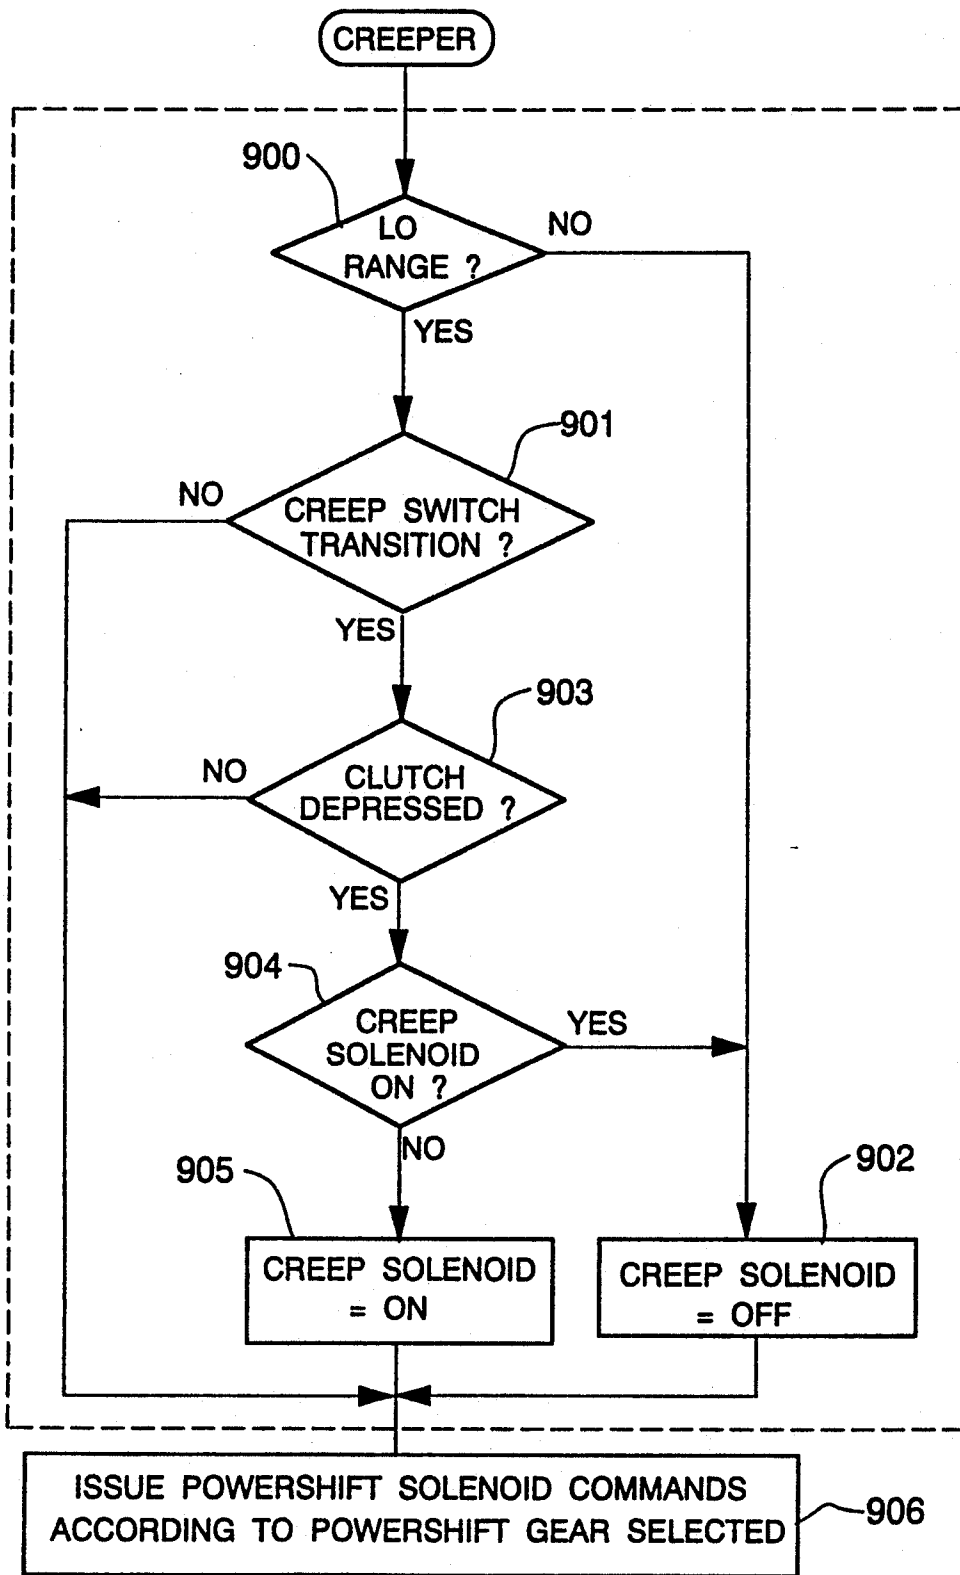 CREEPER
900
LO
RANGE ?
NO
YES
901
NO
CREEP SWITCH
TRANSITION ?
YES
903
NO
CLUTCH
DEPRESSED ?
YES
904
CREEP
SOLENOID
ON ?
YES
NO
905
902
CREEP SOLENOID
= ON
CREEP SOLENOID
= OFF
ISSUE POWERSHIFT SOLENOID COMMANDS
ACCORDING TO POWERSHIFT GEAR SELECTED
906